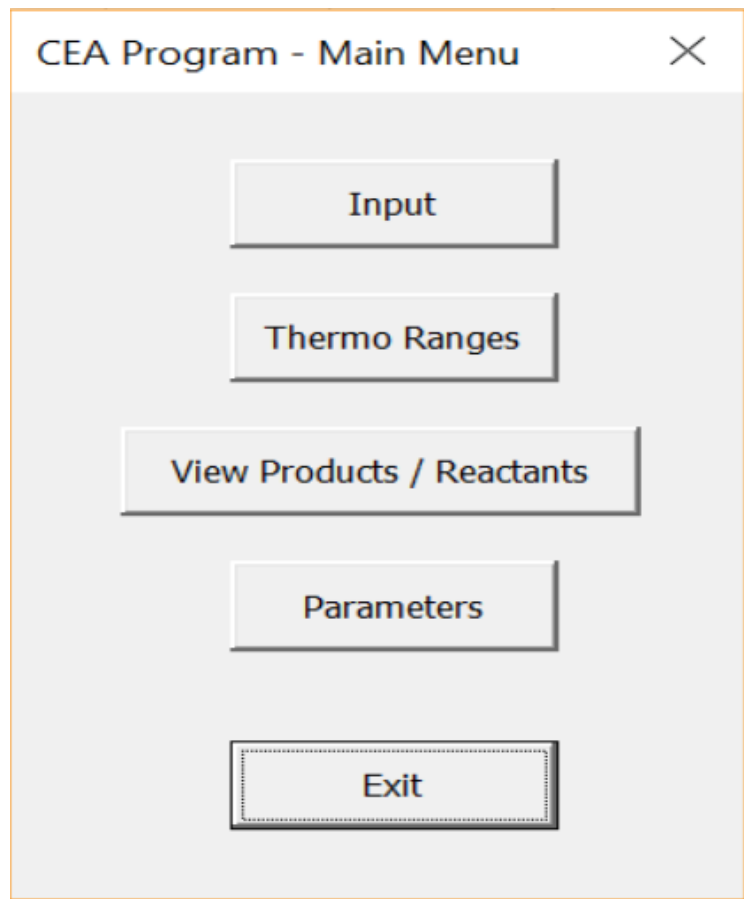 CEA Program - Main Menu
Input
Thermo Ranges
View Products / Reactants
Parameters
Exit